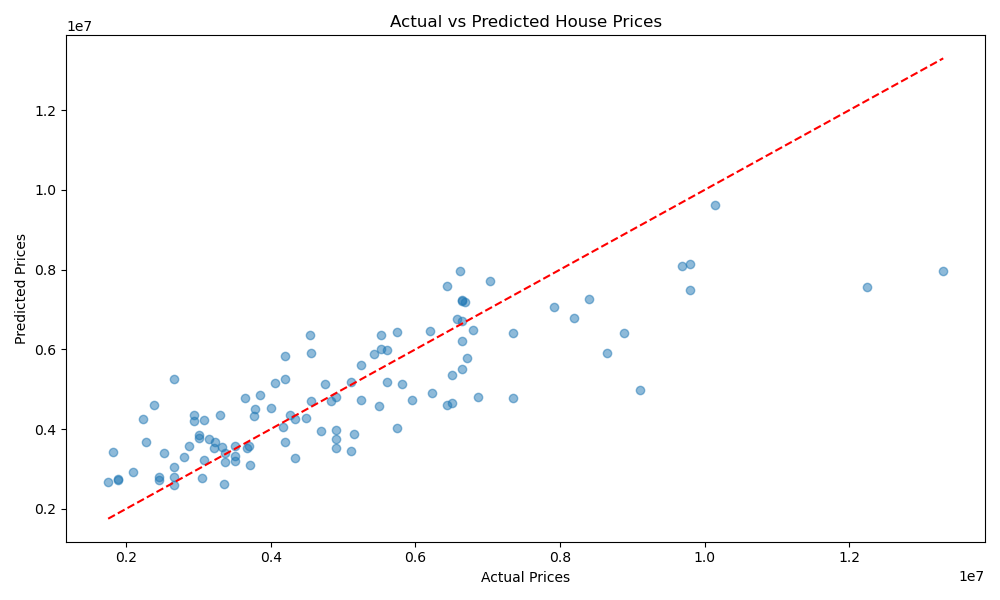 Actual vs Predicted House Prices
1e7
Predicted Prices
1.2
1.0
0.8
0.6
0.4
0.2
0.2 0.4 0.6 0.8 1.0 1.2
1e7
Actual Prices